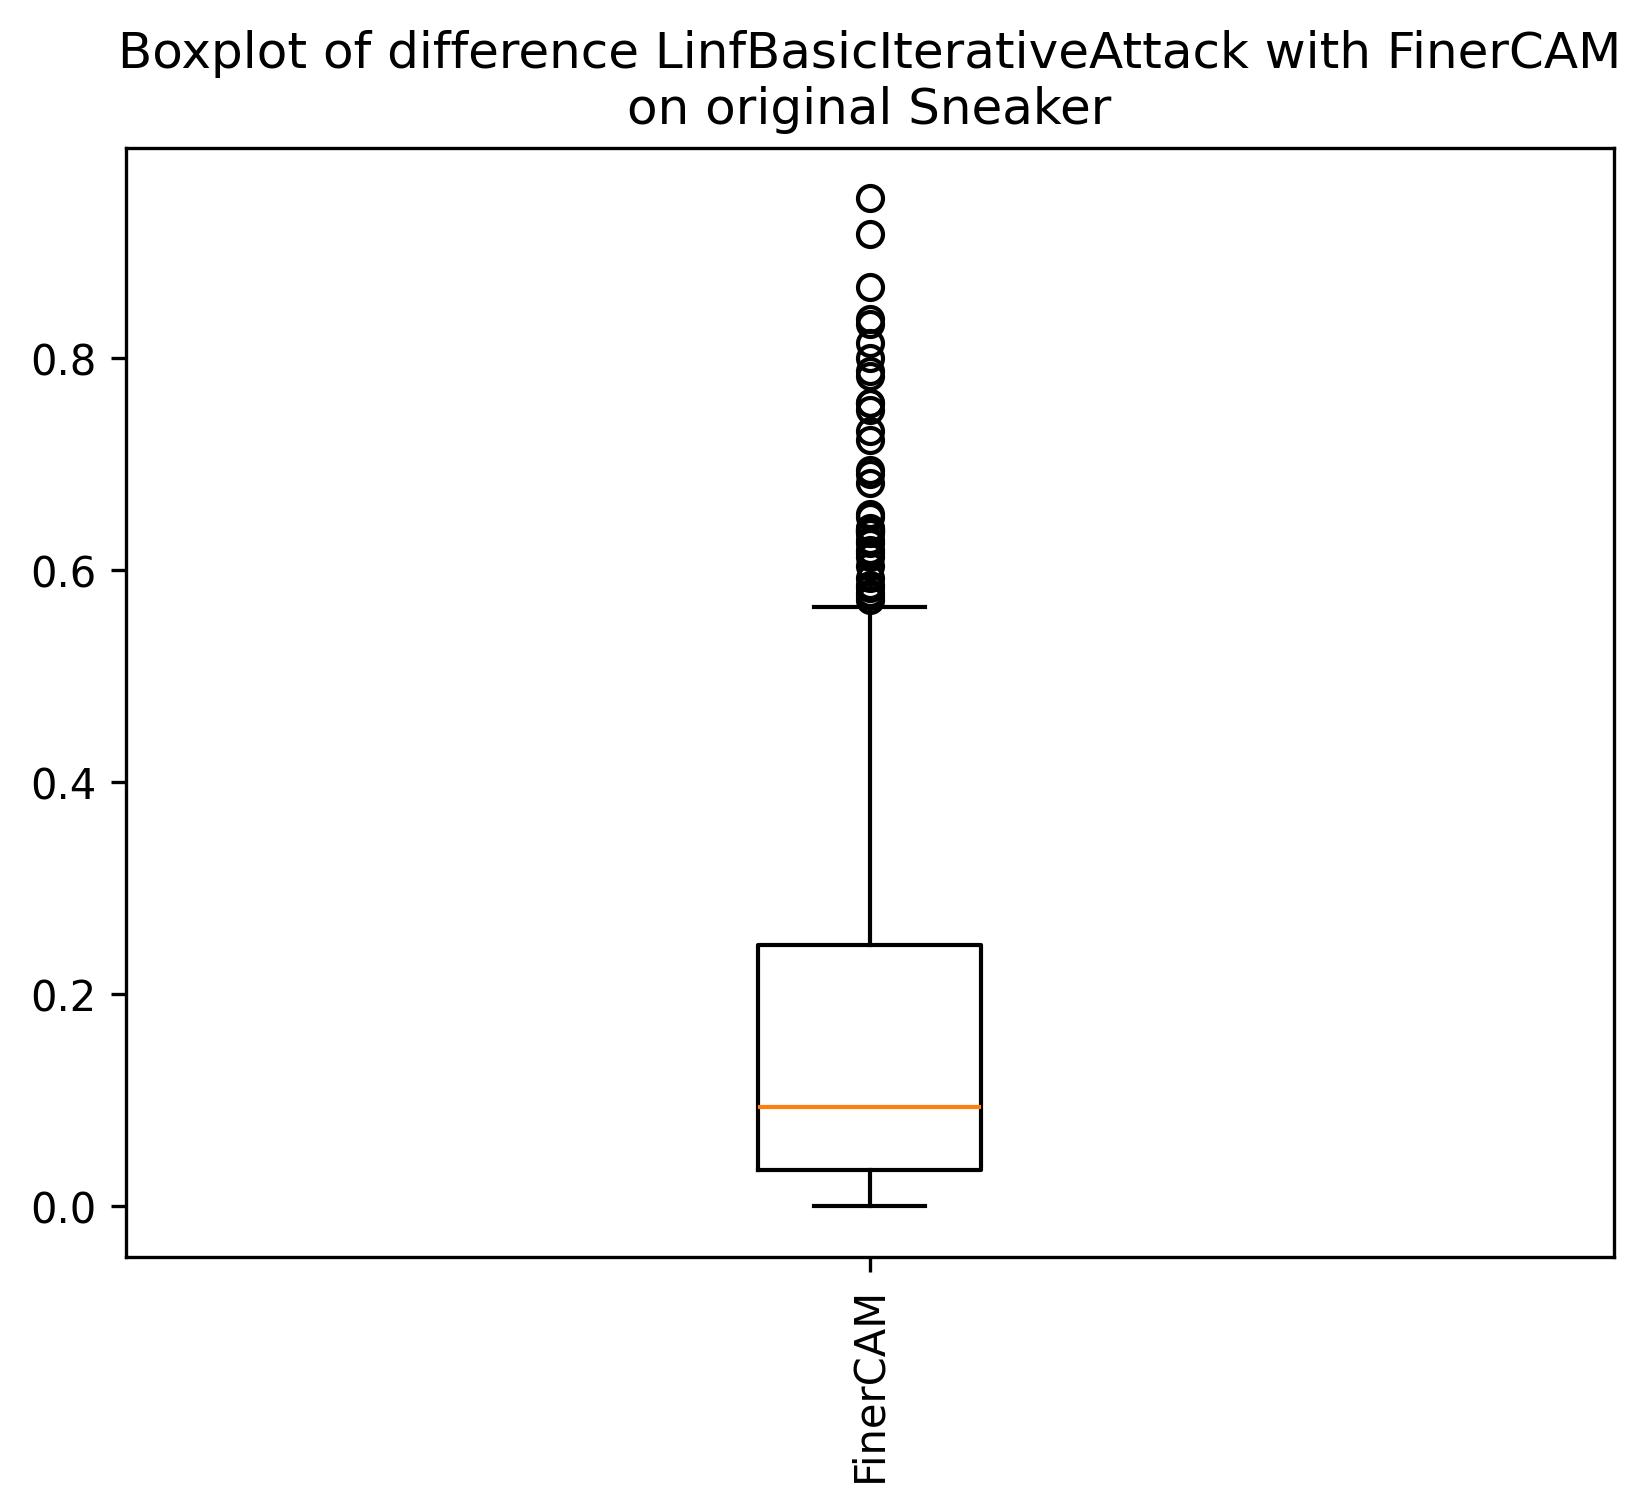 Boxplot of difference LinfBasicIterativeAttack with FinerCAM
on original Sneaker
0.8
0.6
0.4
0.2
0.0
FinerCAM